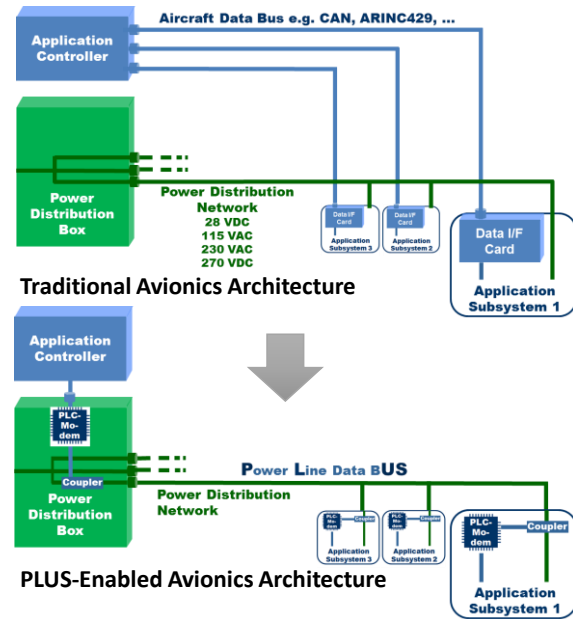 Aircraft Data Bus e.g. CAN, ARINC429, ...
Application
Controller
Power
Distribution
Box
Power Distribution
Network
28 VDC
115 VAC
230 VAC
270 VDC
Data I/F
Card
Application
Subsystem 3
Data I/F
Card
Application
Subsystem 2
Data I/F
Card
Application
Subsystem 1
Traditional Avionics Architecture
Application
Controller
PLC-
Mo-
dem
Coupler
Power
Distribution
Box
Power Line Data BUS
Power Distribution
Network
PLC-
Mo-
dem
Coupler
Application
Subsystem 3
PLC-
Mo-
dem
Coupler
Application
Subsystem 2
PLC-
Mo-
dem
Coupler
Application
Subsystem 1
PLUS-Enabled Avionics Architecture